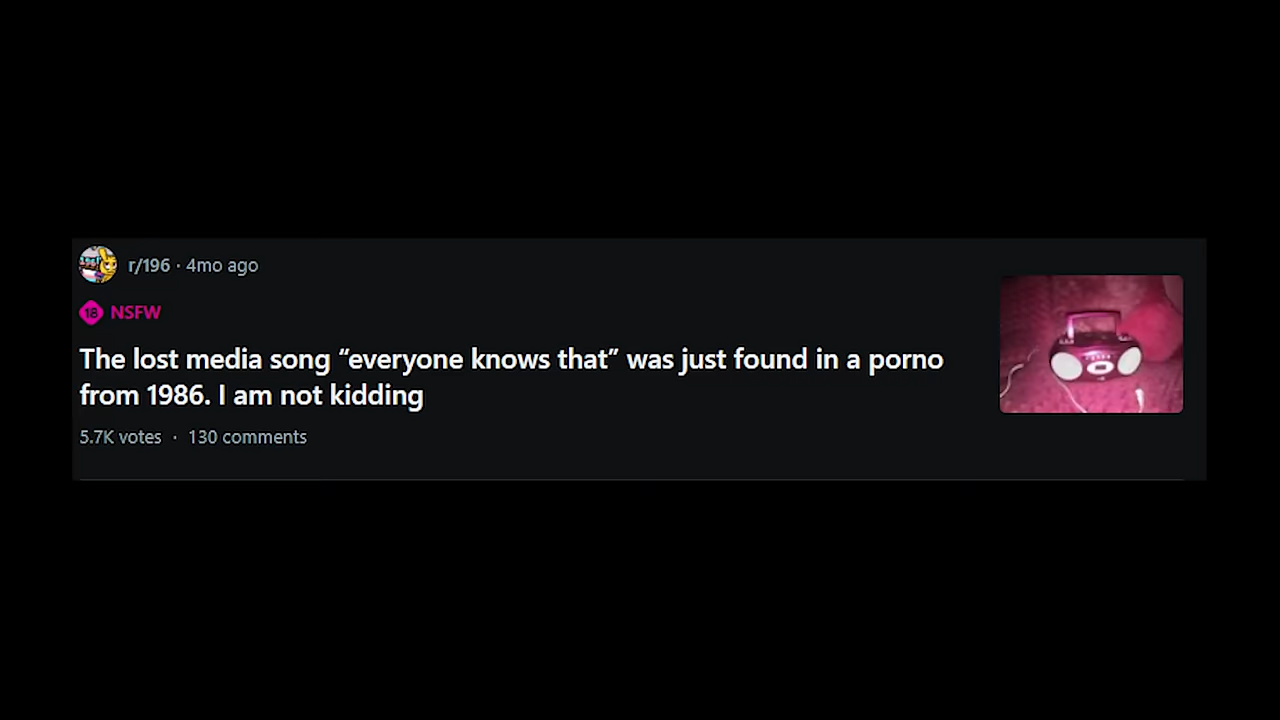 r/196 · 4mo ago
18 NSFW
The lost media song “everyone knows that” was just found in a porno
from 1986. I am not kidding
5.7K votes · 130 comments